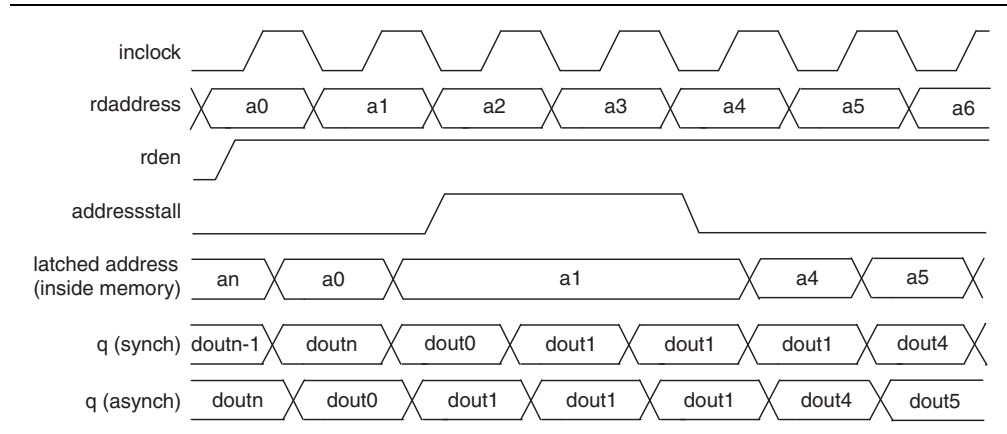 inclock
rdaddress a0 a1 a2 a3 a4 a5 a6
rden
addressstall
latched address
(inside memory) an a0 a1 a4 a5
q (synch) doutn-1 doutn dout0 dout1 dout1 dout1 dout4
q (asynch) doutn dout0 dout1 dout1 dout1 dout4 dout5